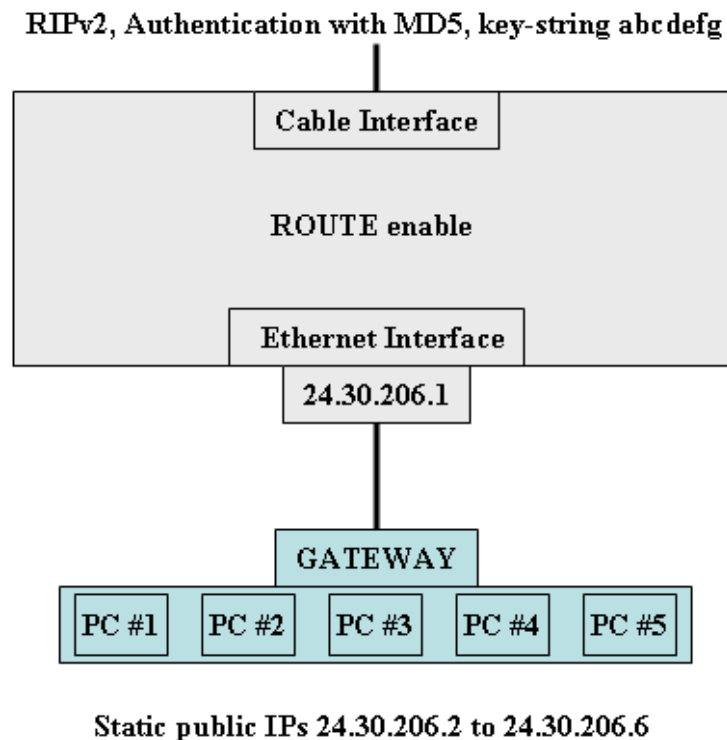 RIPv2, Authentication with MD5, key-string abcdefg
Cable Interface
ROUTE enable
Ethernet Interface
24.30.206.1
GATEWAY
PC #1 PC #2 PC #3 PC #4 PC #5
Static public IPs 24.30.206.2 to 24.30.206.6